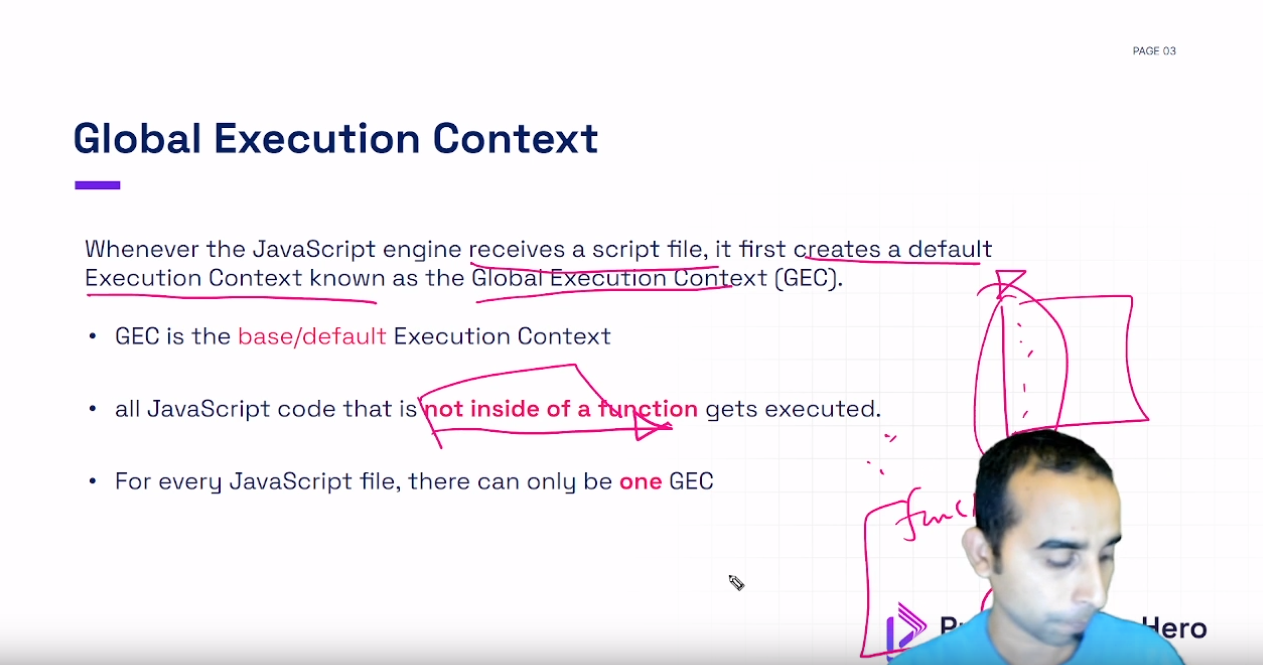 PAGE 03
Global Execution Context
Whenever the JavaScript engine receives a script file, it first creates a default
Execution Context known as the Global Execution Context (GEC).
• GEC is the base/default Execution Context
• all JavaScript code that is not inside of a function gets executed.
• For every JavaScript file, there can only be one GEC
func
Hero